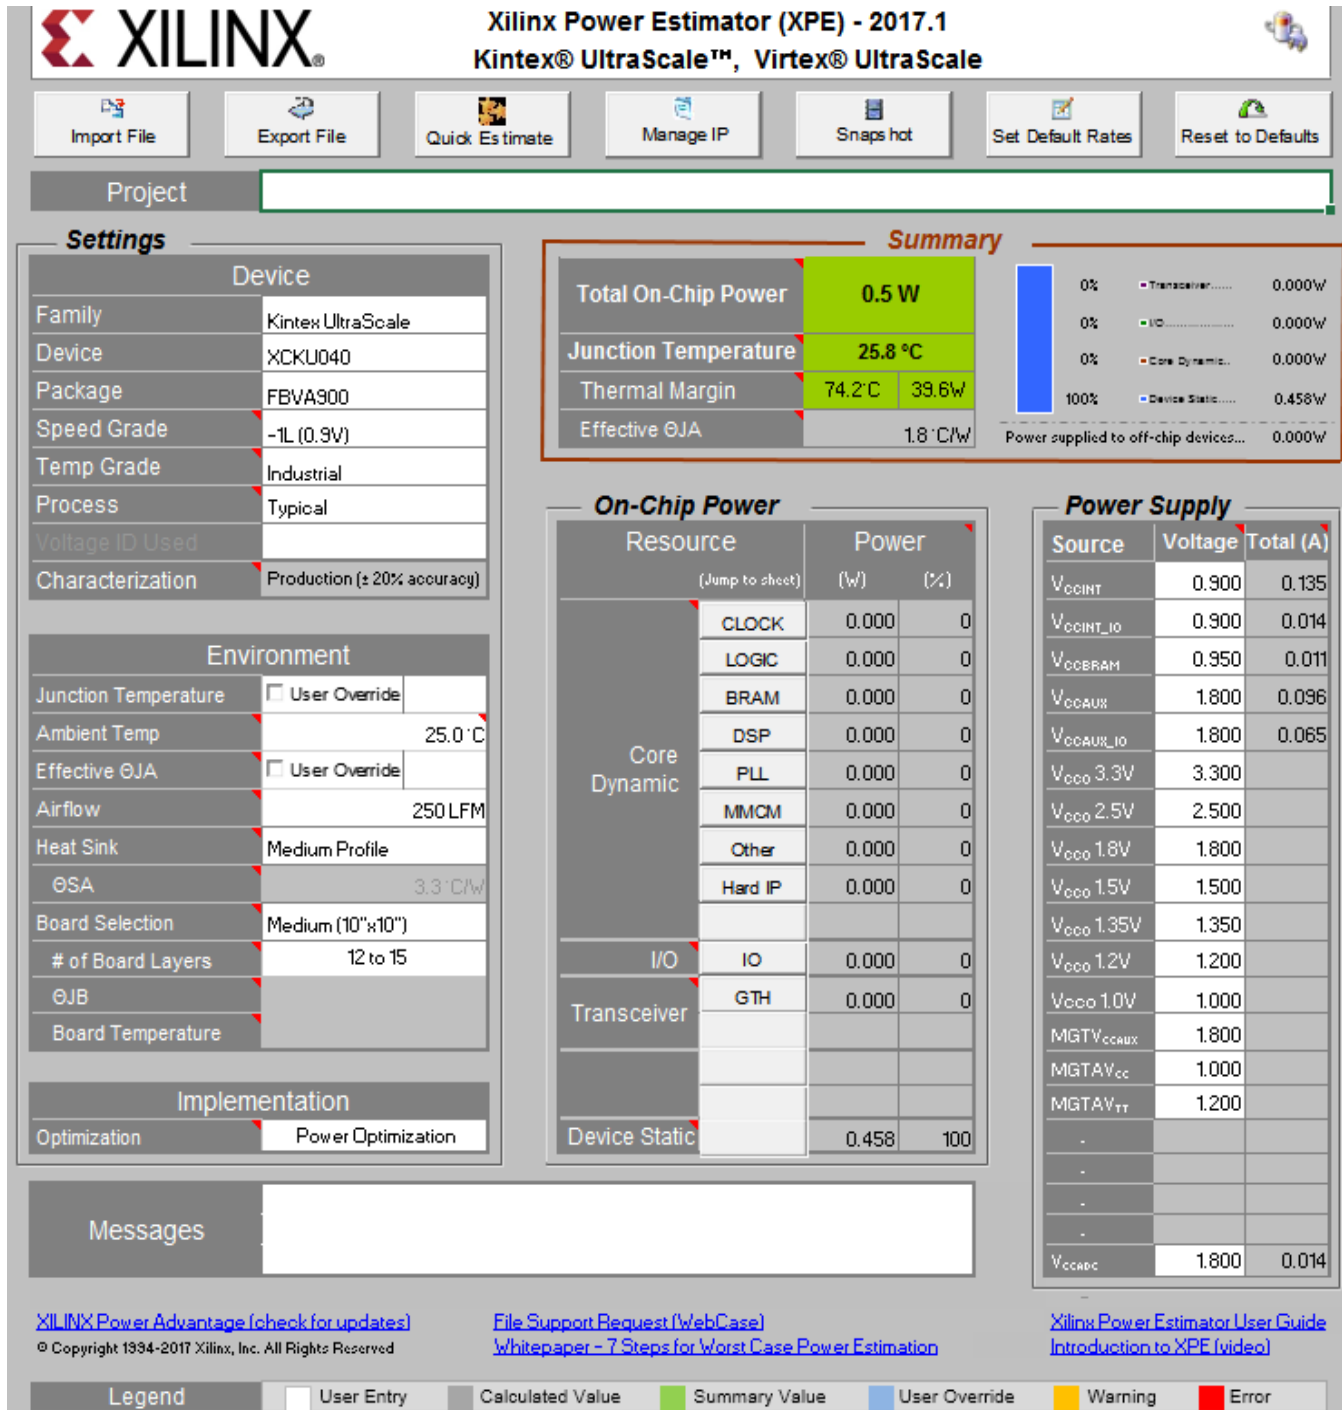 XILINX®
Xilinx Power Estimator (XPE) - 2017.1
Kintex® UltraScale™, Virtex® UltraScale
Import File
Export File
Quick Estimate
Manage IP
Snapshot
Set Default Rates
Reset to Defaults
Project
Settings
Device
Family Kintex UltraScale
Device XCKU040
Package FBVA900
Speed Grade -1L (0.9V)
Temp Grade Industrial
Process Typical
Voltage ID Used
Characterization Production (± 20% accuracy)
Environment
Junction Temperature User Override
Ambient Temp 25.0 °C
Effective ΘJA User Override
Airflow 250 LFM
Heat Sink Medium Profile
ΘSA 3.3 °C/W
Board Selection Medium (10"x10")
# of Board Layers 12 to 15
ΘJB
Board Temperature
Implementation
Optimization Power Optimization
Summary
Total On-Chip Power 0.5 W
Junction Temperature 25.8 °C
Thermal Margin 74.2°C 39.6W
Effective ΘJA 1.8 °C/W
0% Transceiver...... 0.000W
0% I/O.................. 0.000W
0% Core Dynamic.. 0.000W
100% Device Static..... 0.458W
Power supplied to off-chip devices... 0.000W
On-Chip Power
Resource Power
(Jump to sheet) (W) (%)
Core Dynamic
CLOCK 0.000 0
LOGIC 0.000 0
BRAM 0.000 0
DSP 0.000 0
PLL 0.000 0
MMCM 0.000 0
Other 0.000 0
Hard IP 0.000 0
I/O IO 0.000 0
Transceiver GTH 0.000 0
Device Static 0.458 100
Power Supply
Source Voltage Total (A)
VCCINT 0.900 0.135
VCCINT_IO 0.900 0.014
VCCBRAM 0.950 0.011
VCCAUX 1.800 0.096
VCCAUX_IO 1.800 0.065
VCCO 3.3V 3.300
VCCO 2.5V 2.500
VCCO 1.8V 1.800
VCCO 1.5V 1.500
VCCO 1.35V 1.350
VCCO 1.2V 1.200
Vcco 1.0V 1.000
MGTVCCAUX 1.800
MGTAVCC 1.000
MGTAVTT 1.200
-
-
-
-
VCCADC 1.800 0.014
Messages
XILINX Power Advantage (check for updates)
© Copyright 1994-2017 Xilinx, Inc. All Rights Reserved
File Support Request (WebCase)
Whitepaper - 7 Steps for Worst Case Power Estimation
Xilinx Power Estimator User Guide
Introduction to XPE (video)
Legend User Entry Calculated Value Summary Value User Override Warning Error